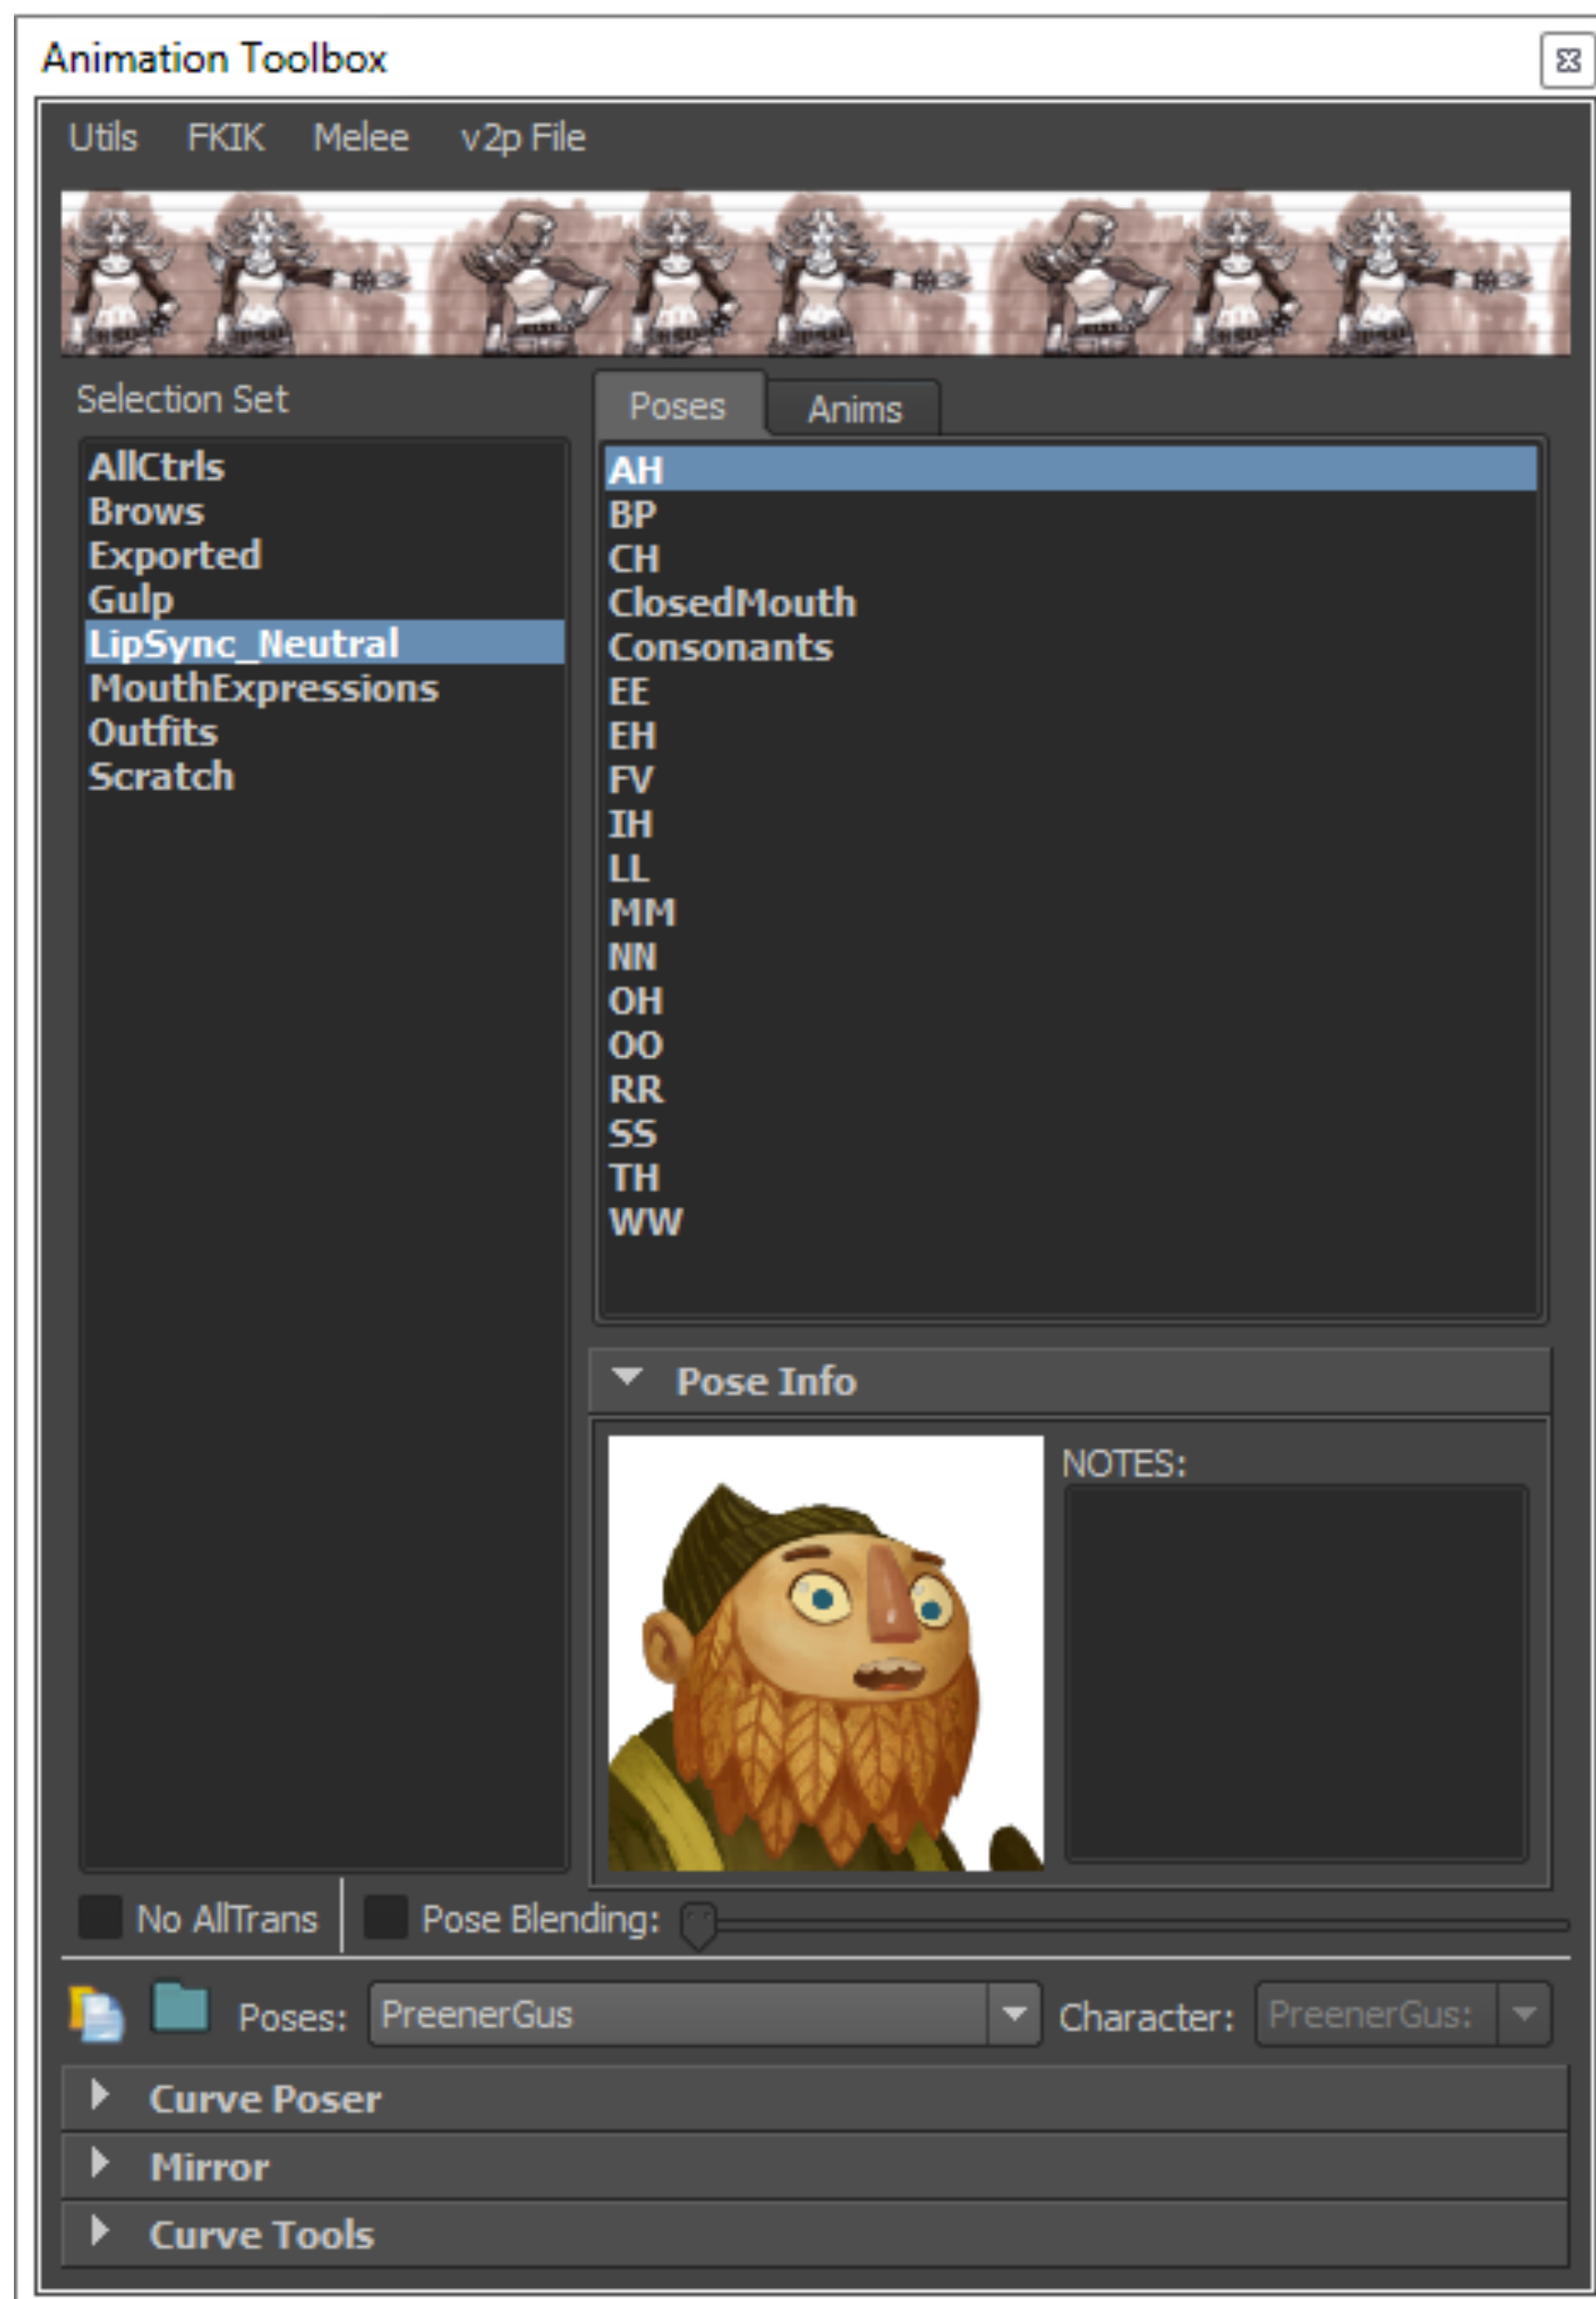 Animation Toolbox
Utils FKIK Melee v2p File
Selection Set
AllCtrls
Brows
Exported
Gulp
LipSync_Neutral
MouthExpressions
Outfits
Scratch
Poses Anims
AH
BP
CH
ClosedMouth
Consonants
EE
EH
FV
IH
LL
MM
NN
OH
OO
RR
SS
TH
WW
Pose Info
NOTES:
No AllTrans Pose Blending:
Poses: PreenerGus Character: PreenerGus:
Curve Poser
Mirror
Curve Tools